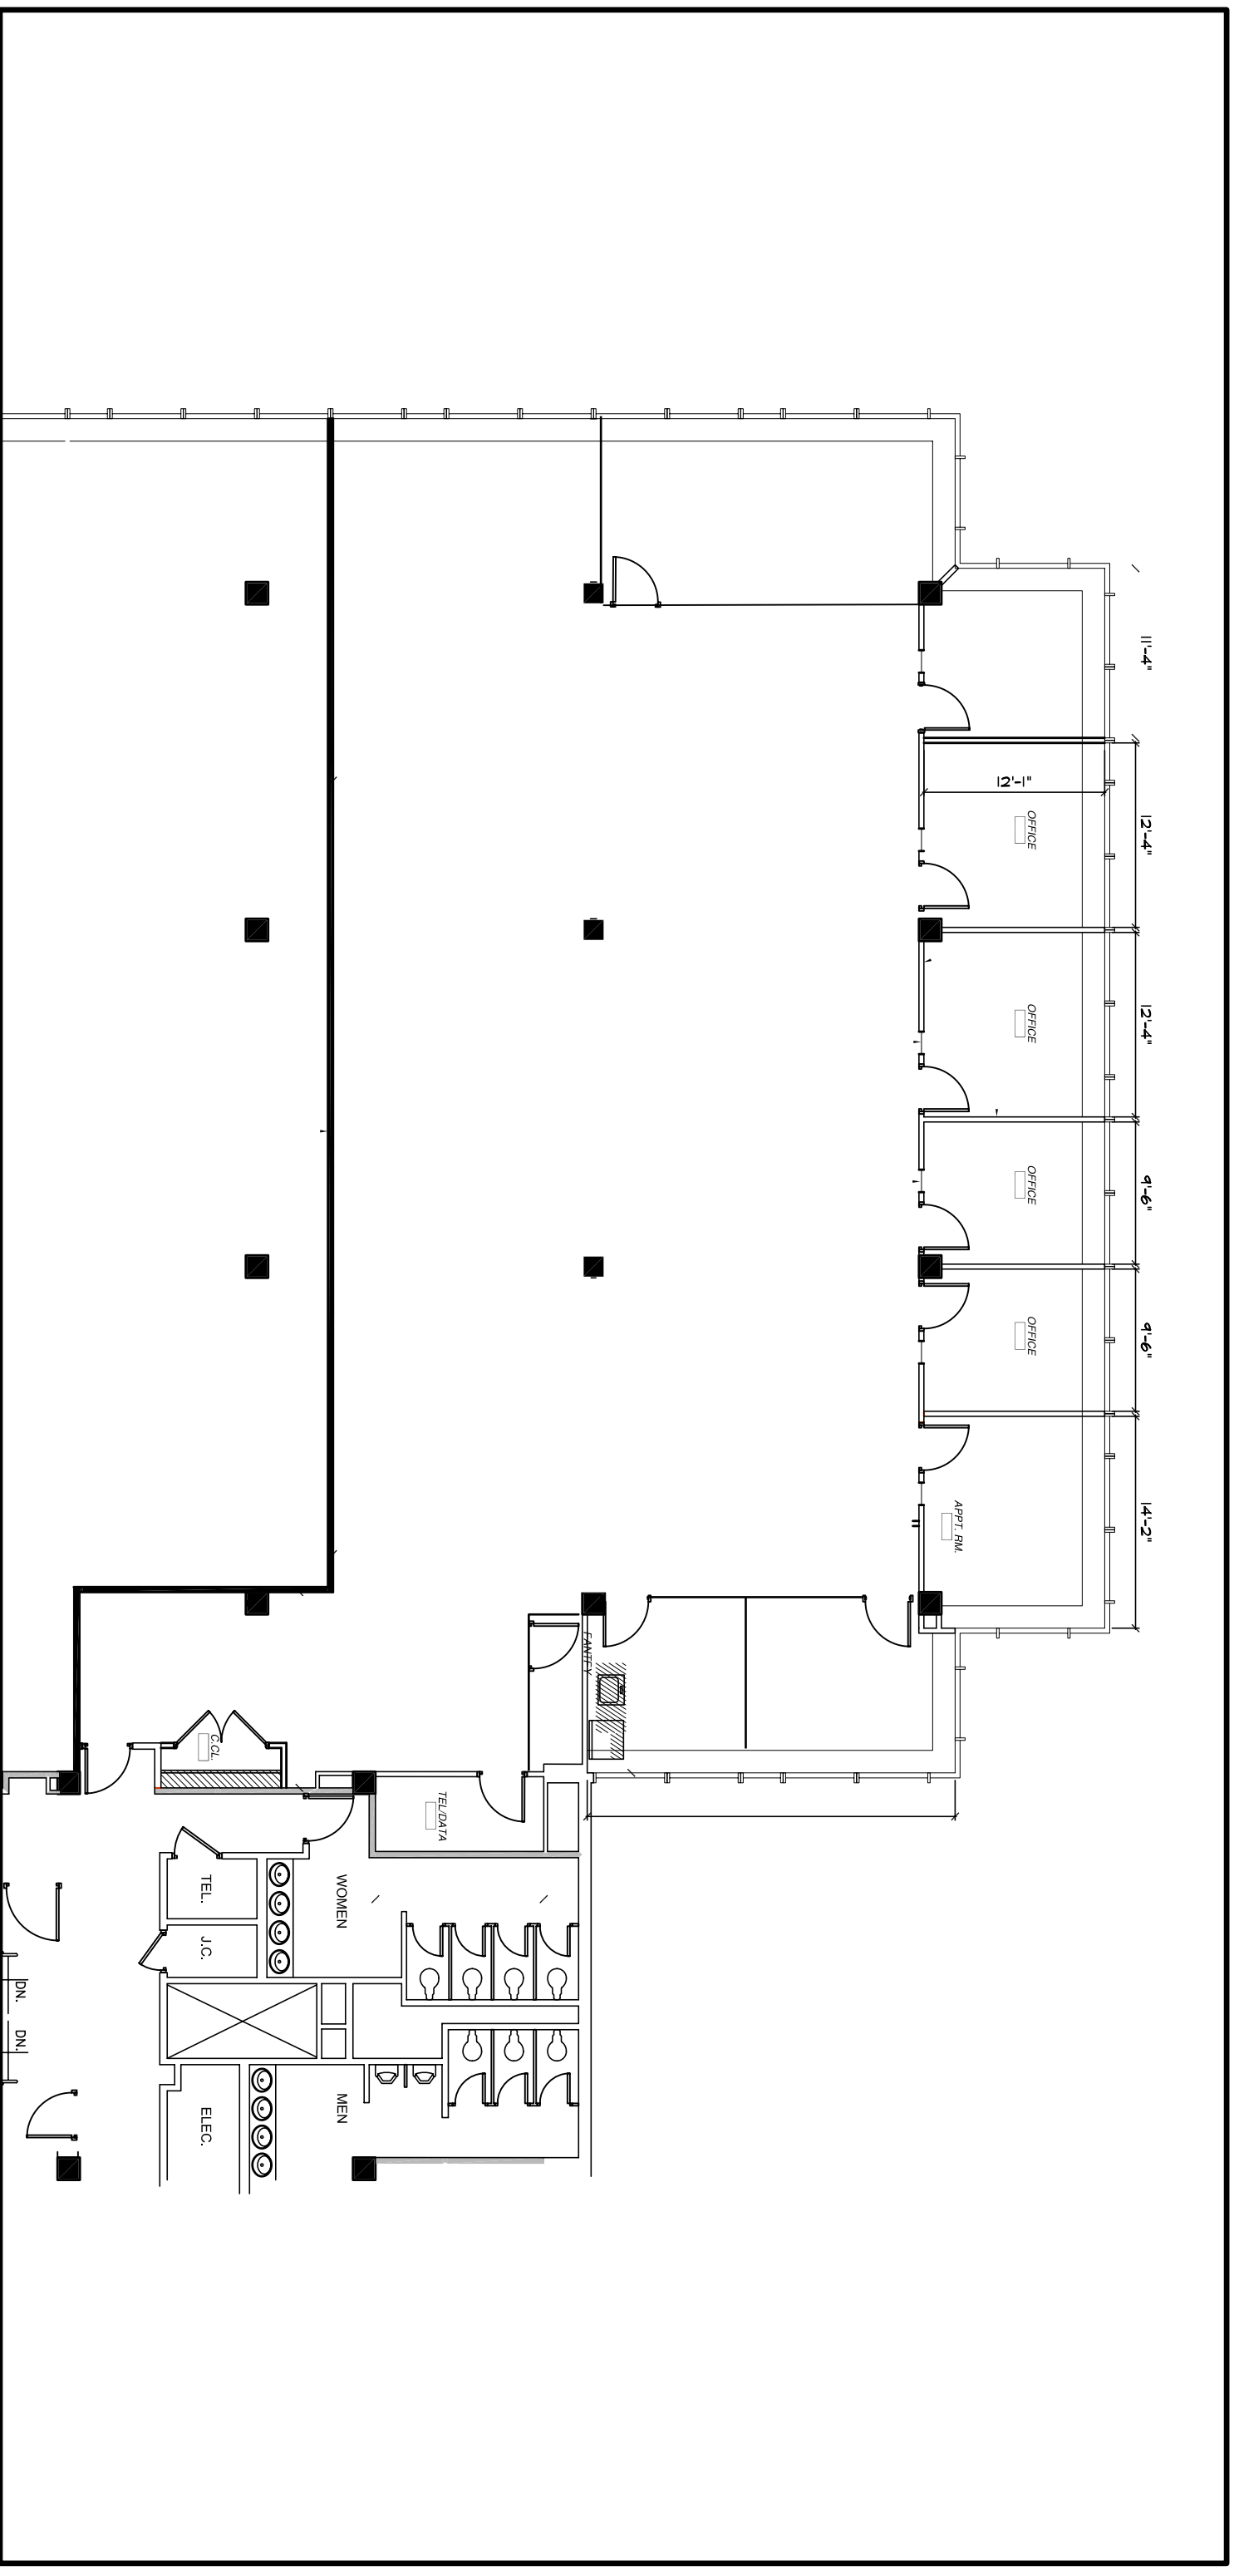 11'-4"
12'-4"
12'-4"
9'-6"
9'-6"
14'-2"
12'-1"
OFFICE
OFFICE
OFFICE
OFFICE
APPT. RM.
PANTRY
C.CL.
TEL/DATA
WOMEN
TEL.
J.C.
MEN
ELEC.
DN.
DN.